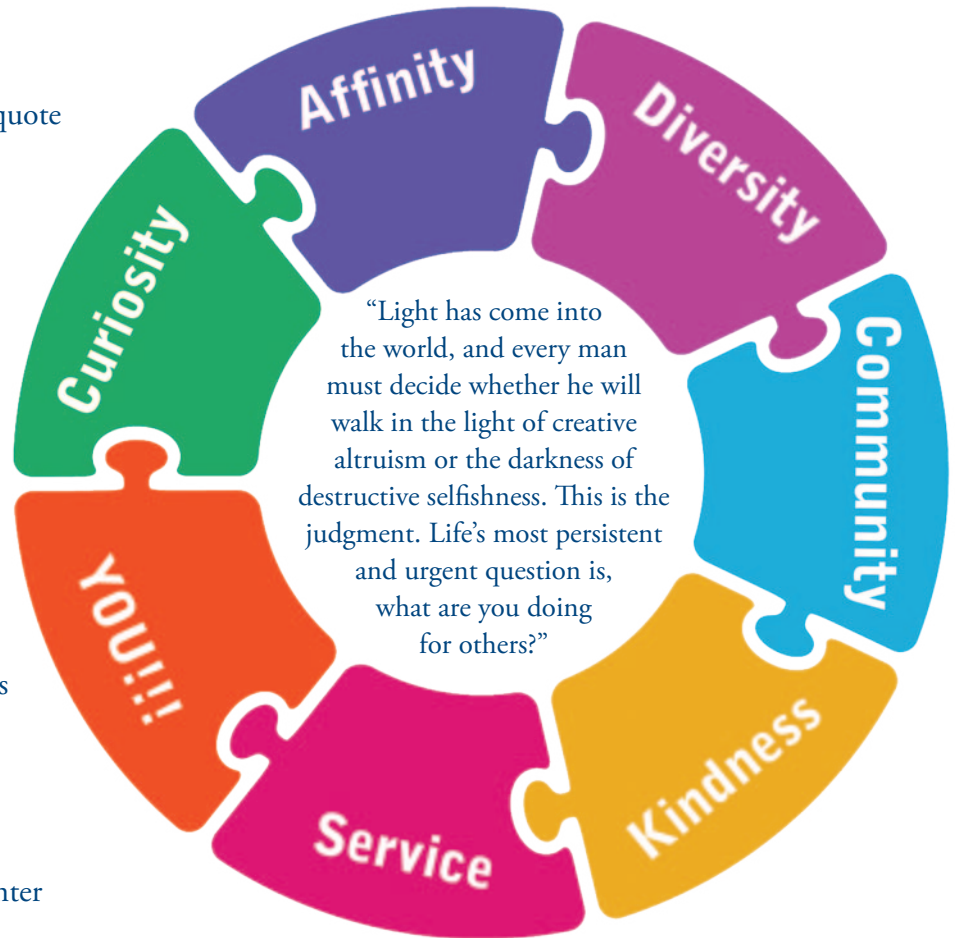 quote
Affinity
Diversity
Community
Kindness
Service
YOU!!!
Curiosity
“Light has come into
the world, and every man
must decide whether he will
walk in the light of creative
altruism or the darkness of
destructive selfishness. This is the
judgment. Life’s most persistent
and urgent question is,
what are you doing
for others?”
s
nter